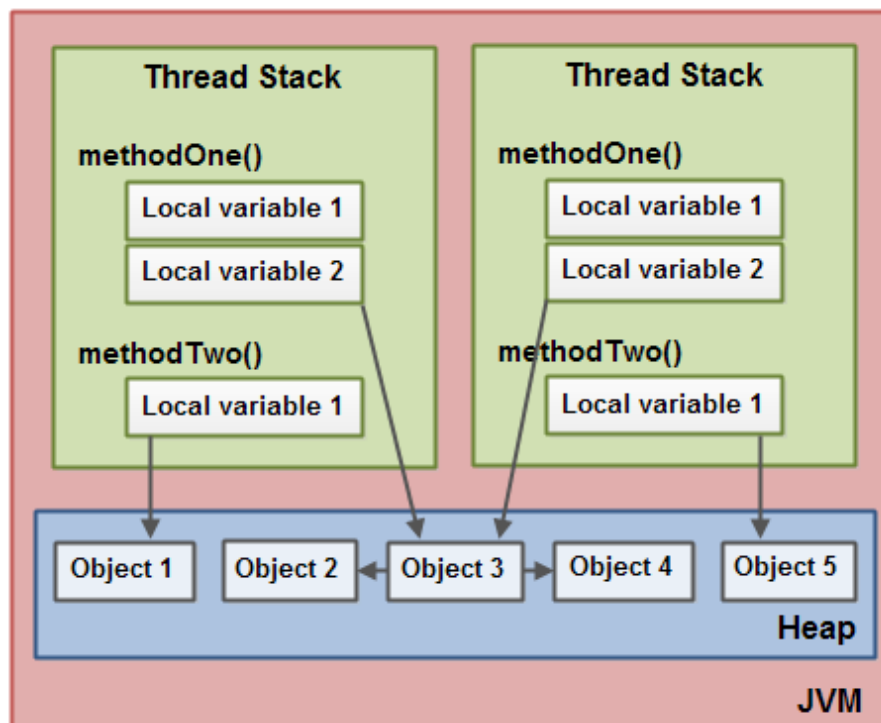 Thread Stack
methodOne()
Local variable 1
Local variable 2
methodTwo()
Local variable 1
Thread Stack
methodOne()
Local variable 1
Local variable 2
methodTwo()
Local variable 1
Object 1
Object 2
Object 3
Object 4
Object 5
Heap
JVM